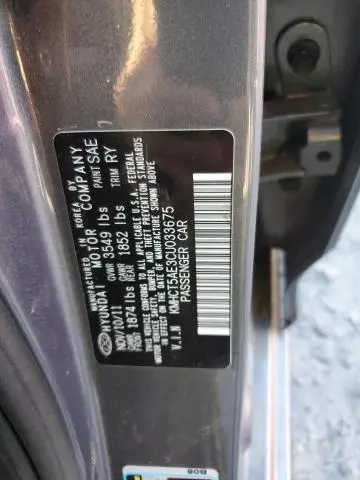 MANUFACTURED IN KOREA BY
HYUNDAI MOTOR COMPANY
NOV/10/11 GVWR 3549 lbs PAINT SAE
GAWR FRONT 1874 lbs GAWR REAR 1852 lbs TRIM RY
THIS VEHICLE CONFORMS TO ALL APPLICABLE U.S.A. FEDERAL
MOTOR VEHICLE SAFETY, BUMPER, AND THEFT PREVENTION STANDARDS
IN EFFECT ON THE DATE OF MANUFACTURE SHOWN ABOVE.
V.I.N KMHCT5AE3CU033675
PASSENGER CAR
B08